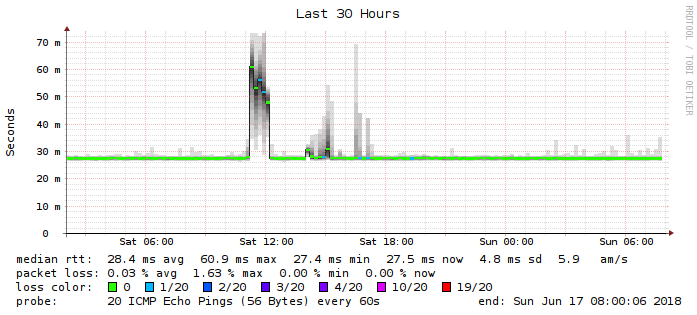 Last 30 Hours
RRDTOOL / TOBI OETIKER
Seconds
70 m
60 m
50 m
40 m
30 m
20 m
10 m
0
Sat 06:00 Sat 12:00 Sat 18:00 Sun 00:00 Sun 06:00
median rtt: 28.4 ms avg 60.9 ms max 27.4 ms min 27.5 ms now 4.8 ms sd 5.9 am/s
packet loss: 0.03 % avg 1.63 % max 0.00 % min 0.00 % now
loss color: 0 1/20 2/20 3/20 4/20 10/20 19/20
probe: 20 ICMP Echo Pings (56 Bytes) every 60s end: Sun Jun 17 08:00:06 2018